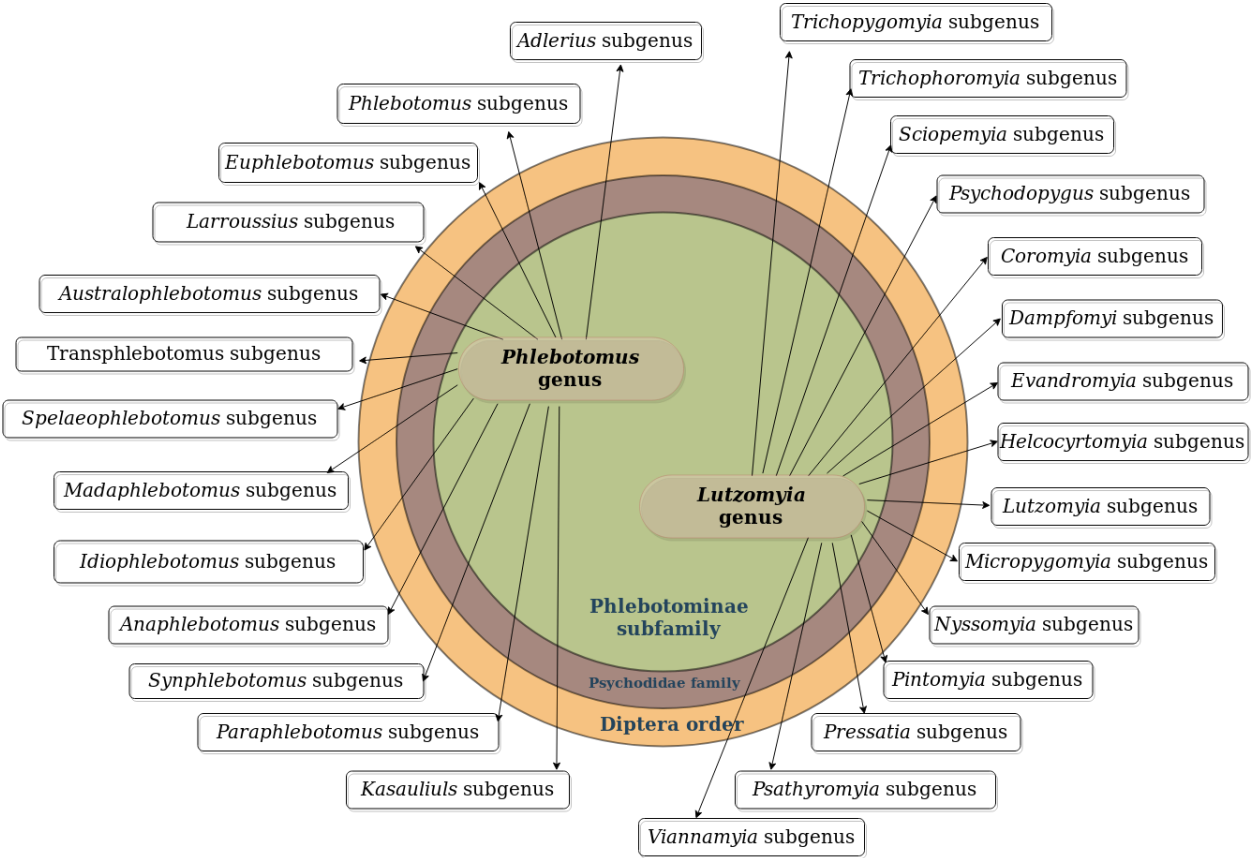 Trichopygomyia subgenus
Adlerius subgenus
Trichophoromyia subgenus
Phlebotomus subgenus
Sciopemyia subgenus
Euphlebotomus subgenus
Psychodopygus subgenus
Larroussius subgenus
Coromyia subgenus
Australophlebotomus subgenus
Dampfomyi subgenus
Transphlebotomus subgenus
Phlebotomus
genus
Evandromyia subgenus
Spelaeophlebotomus subgenus
Helcocyrtomyia subgenus
Madaphlebotomus subgenus
Lutzomyia
genus
Lutzomyia subgenus
Idiophlebotomus subgenus
Micropygomyia subgenus
Phlebotominae
subfamily
Anaphlebotomus subgenus
Nyssomyia subgenus
Synphlebotomus subgenus
Psychodidae family
Pintomyia subgenus
Diptera order
Paraphlebotomus subgenus
Pressatia subgenus
Kasauliuls subgenus
Psathyromyia subgenus
Viannamyia subgenus